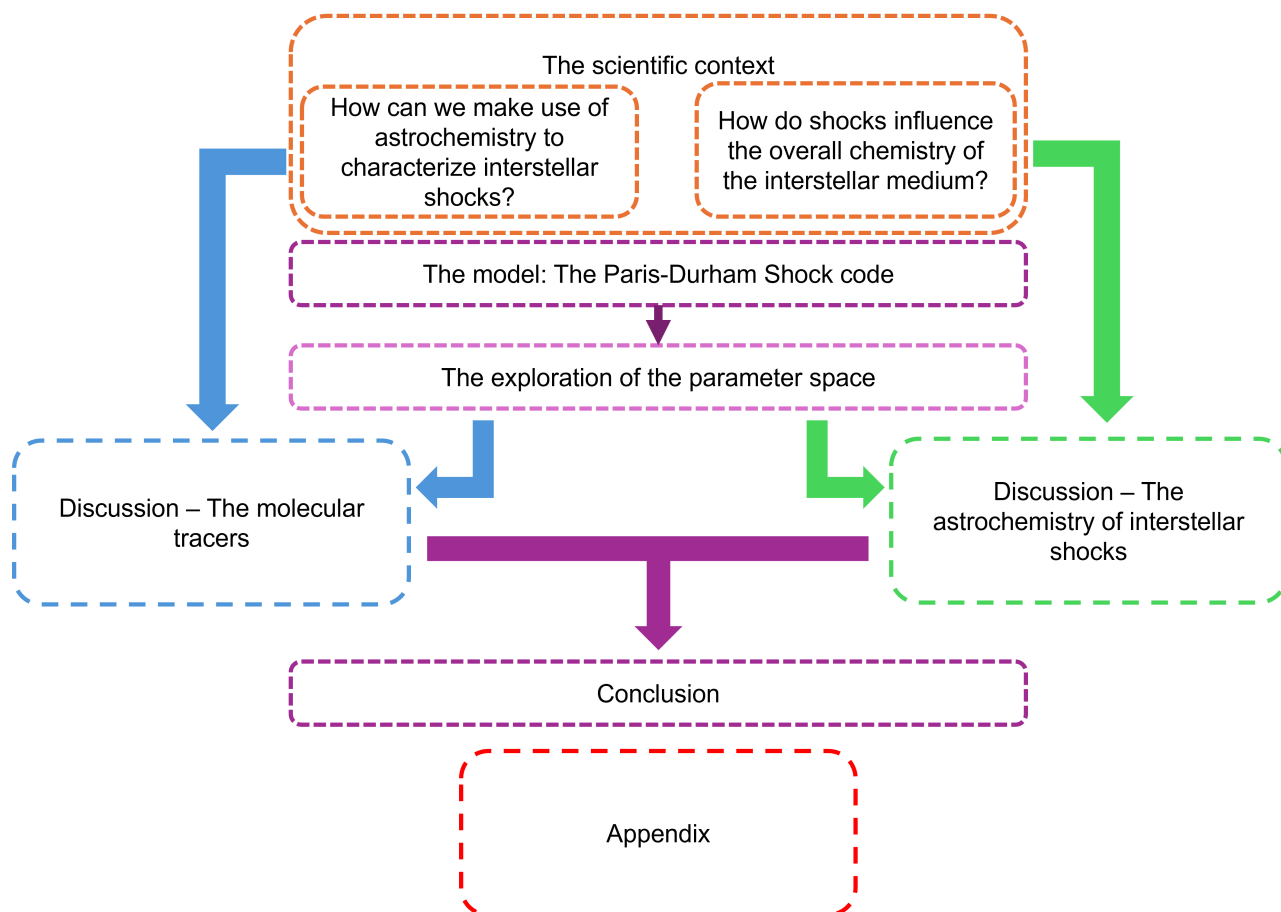 The scientific context
How can we make use of
astrochemistry to
characterize interstellar
shocks?
How do shocks influence
the overall chemistry of
the interstellar medium?
The model: The Paris-Durham Shock code
The exploration of the parameter space
Discussion – The molecular
tracers
Discussion – The
astrochemistry of interstellar
shocks
Conclusion
Appendix